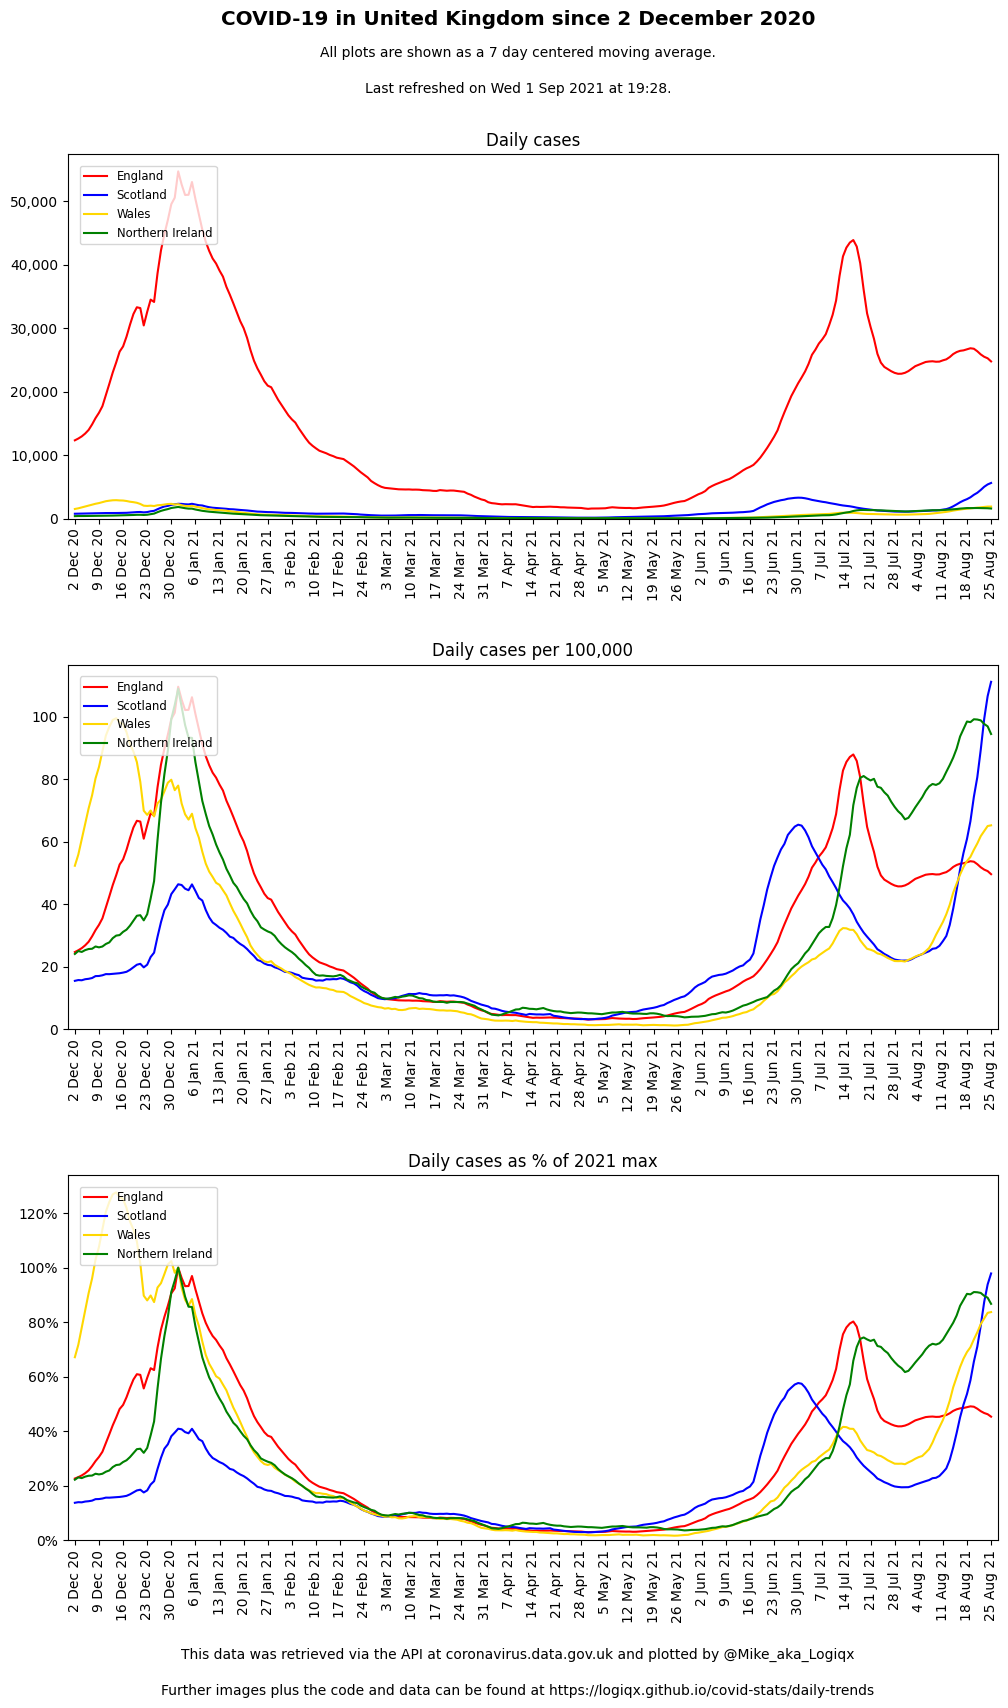 COVID-19 in United Kingdom since 2 December 2020
All plots are shown as a 7 day centered moving average.
Last refreshed on Wed 1 Sep 2021 at 19:28.
Daily cases
England
Scotland
Wales
Northern Ireland
50,000
40,000
30,000
20,000
10,000
0
2 Dec 20
9 Dec 20
16 Dec 20
23 Dec 20
30 Dec 20
6 Jan 21
13 Jan 21
20 Jan 21
27 Jan 21
3 Feb 21
10 Feb 21
17 Feb 21
24 Feb 21
3 Mar 21
10 Mar 21
17 Mar 21
24 Mar 21
31 Mar 21
7 Apr 21
14 Apr 21
21 Apr 21
28 Apr 21
5 May 21
12 May 21
19 May 21
26 May 21
2 Jun 21
9 Jun 21
16 Jun 21
23 Jun 21
30 Jun 21
7 Jul 21
14 Jul 21
21 Jul 21
28 Jul 21
4 Aug 21
11 Aug 21
18 Aug 21
25 Aug 21
Daily cases per 100,000
England
Scotland
Wales
Northern Ireland
100
80
60
40
20
0
2 Dec 20
9 Dec 20
16 Dec 20
23 Dec 20
30 Dec 20
6 Jan 21
13 Jan 21
20 Jan 21
27 Jan 21
3 Feb 21
10 Feb 21
17 Feb 21
24 Feb 21
3 Mar 21
10 Mar 21
17 Mar 21
24 Mar 21
31 Mar 21
7 Apr 21
14 Apr 21
21 Apr 21
28 Apr 21
5 May 21
12 May 21
19 May 21
26 May 21
2 Jun 21
9 Jun 21
16 Jun 21
23 Jun 21
30 Jun 21
7 Jul 21
14 Jul 21
21 Jul 21
28 Jul 21
4 Aug 21
11 Aug 21
18 Aug 21
25 Aug 21
Daily cases as % of 2021 max
England
Scotland
Wales
Northern Ireland
120%
100%
80%
60%
40%
20%
0%
2 Dec 20
9 Dec 20
16 Dec 20
23 Dec 20
30 Dec 20
6 Jan 21
13 Jan 21
20 Jan 21
27 Jan 21
3 Feb 21
10 Feb 21
17 Feb 21
24 Feb 21
3 Mar 21
10 Mar 21
17 Mar 21
24 Mar 21
31 Mar 21
7 Apr 21
14 Apr 21
21 Apr 21
28 Apr 21
5 May 21
12 May 21
19 May 21
26 May 21
2 Jun 21
9 Jun 21
16 Jun 21
23 Jun 21
30 Jun 21
7 Jul 21
14 Jul 21
21 Jul 21
28 Jul 21
4 Aug 21
11 Aug 21
18 Aug 21
25 Aug 21
This data was retrieved via the API at coronavirus.data.gov.uk and plotted by @Mike_aka_Logiqx
Further images plus the code and data can be found at https://logiqx.github.io/covid-stats/daily-trends